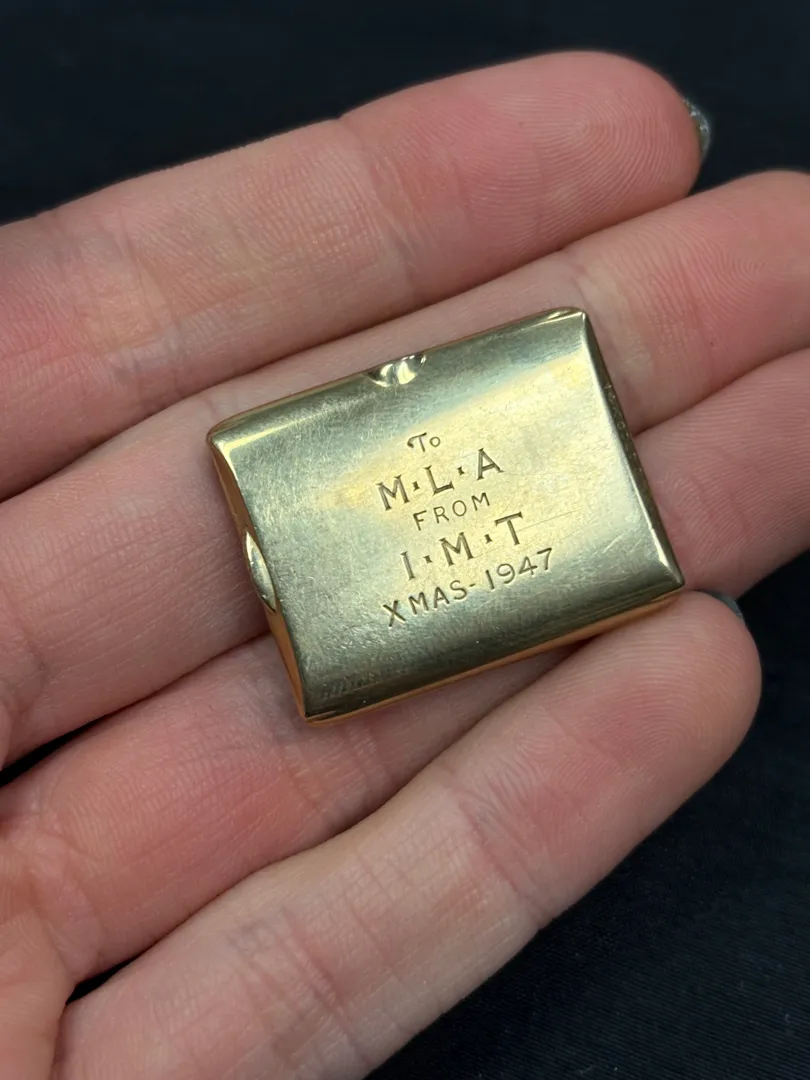 To
M·L·A
FROM
I·M·T
XMAS-1947